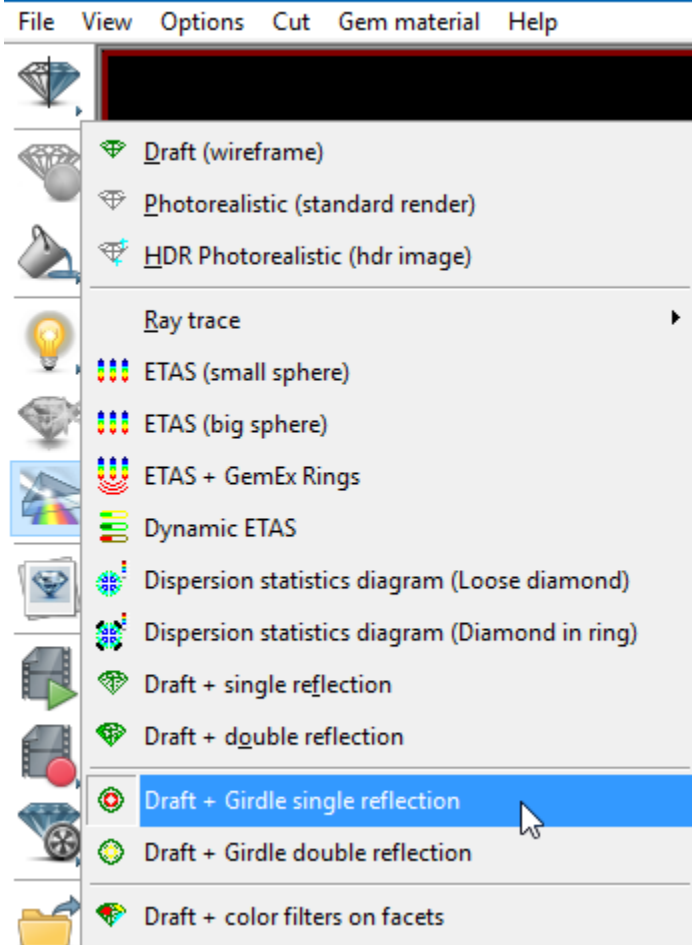 File View Options Cut Gem material Help
Draft (wireframe)
Photorealistic (standard render)
HDR Photorealistic (hdr image)
Ray trace
ETAS (small sphere)
ETAS (big sphere)
ETAS + GemEx Rings
Dynamic ETAS
Dispersion statistics diagram (Loose diamond)
Dispersion statistics diagram (Diamond in ring)
Draft + single reflection
Draft + double reflection
Draft + Girdle single reflection
Draft + Girdle double reflection
Draft + color filters on facets